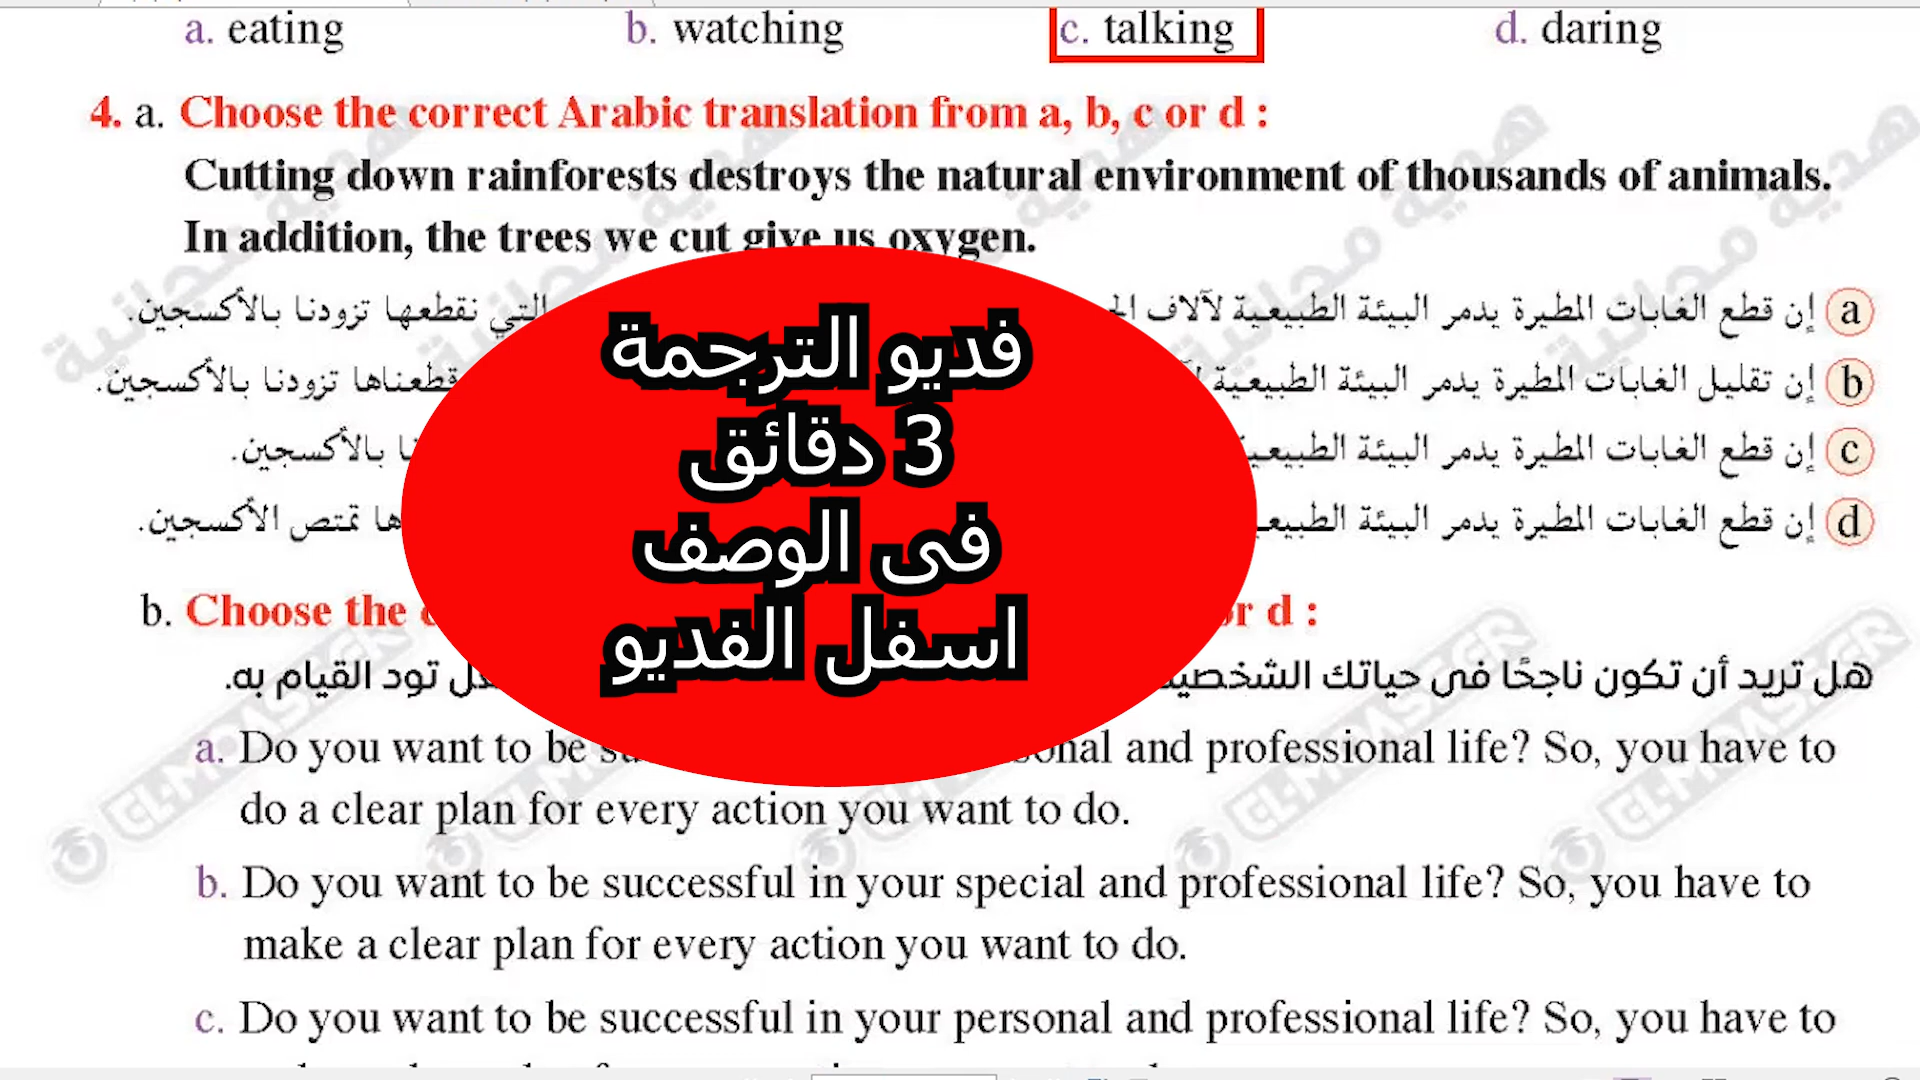 a. eating b. watching c. talking d. daring
4. a. Choose the correct Arabic translation from a, b, c or d :
Cutting down rainforests destroys the natural environment of thousands of animals.
In addition, the trees we cut give us oxygen.
a إن قطع الغابات المطيرة يدمر البيئة الطبيعية لآلاف التي نقطعها تزودنا بالأكسجين.
b إن تقليل الغابات المطيرة يدمر البيئة الطبيعية قطعناها تزودنا بالأكسجين.
c إن قطع الغابات المطيرة يدمر البيئة بالأكسجين.
d إن قطع الغابات المطيرة يدمر البيئة تمتص الأكسجين.
فديو الترجمة
3 دقائق
فى الوصف
اسفل الفديو
b. Choose the or d :
هل تريد أن تكون ناجحًا فى حياتك تود القيام به.
a. Do you want to be and professional life? So, you have to
do a clear plan for every action you want to do.
b. Do you want to be successful in your special and professional life? So, you have to
make a clear plan for every action you want to do.
c. Do you want to be successful in your personal and professional life? So, you have to
هدية مجانية
ELMASER